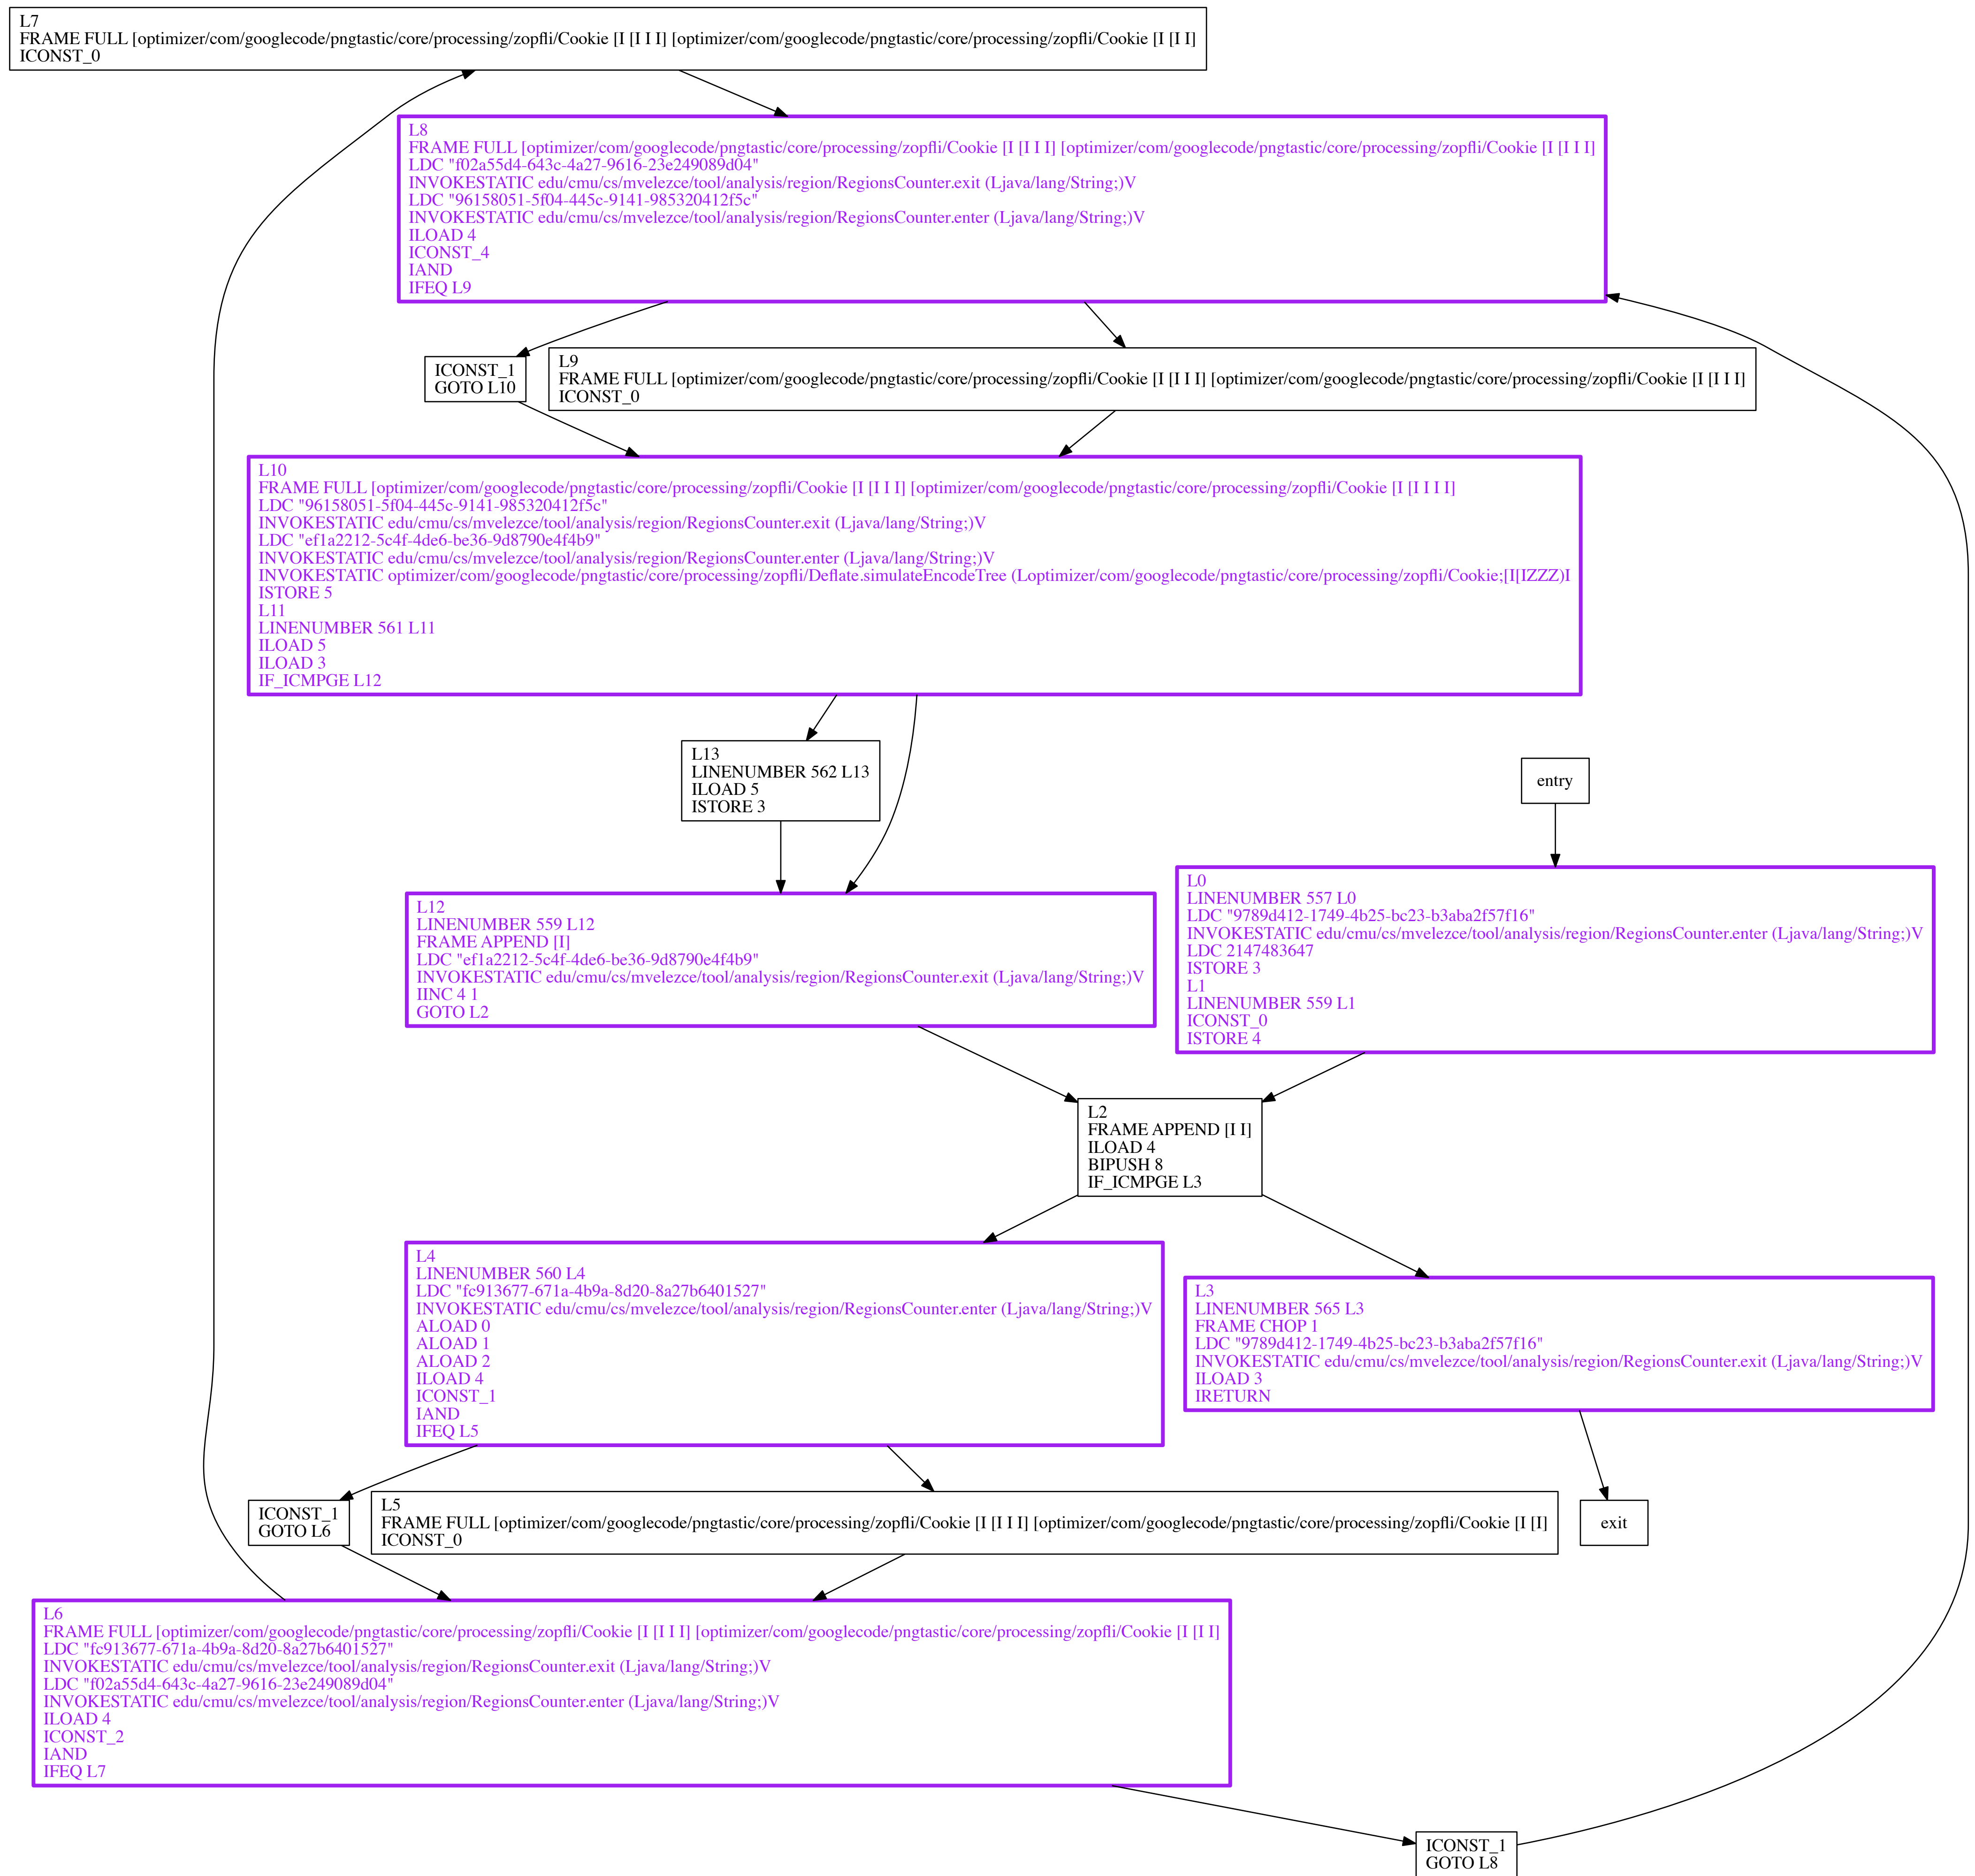 L7
FRAME FULL [optimizer/com/googlecode/pngtastic/core/processing/zopfli/Cookie [I [I I I] [optimizer/com/googlecode/pngtastic/core/processing/zopfli/Cookie [I [I I]
ICONST_0
L8
FRAME FULL [optimizer/com/googlecode/pngtastic/core/processing/zopfli/Cookie [I [I I I] [optimizer/com/googlecode/pngtastic/core/processing/zopfli/Cookie [I [I I I]
LDC "f02a55d4-643c-4a27-9616-23e249089d04"
INVOKESTATIC edu/cmu/cs/mvelezce/tool/analysis/region/RegionsCounter.exit (Ljava/lang/String;)V
LDC "96158051-5f04-445c-9141-985320412f5c"
INVOKESTATIC edu/cmu/cs/mvelezce/tool/analysis/region/RegionsCounter.enter (Ljava/lang/String;)V
ILOAD 4
ICONST_4
IAND
IFEQ L9
ICONST_1
GOTO L10
L9
FRAME FULL [optimizer/com/googlecode/pngtastic/core/processing/zopfli/Cookie [I [I I I] [optimizer/com/googlecode/pngtastic/core/processing/zopfli/Cookie [I [I I I]
ICONST_0
L10
FRAME FULL [optimizer/com/googlecode/pngtastic/core/processing/zopfli/Cookie [I [I I I] [optimizer/com/googlecode/pngtastic/core/processing/zopfli/Cookie [I [I I I I]
LDC "96158051-5f04-445c-9141-985320412f5c"
INVOKESTATIC edu/cmu/cs/mvelezce/tool/analysis/region/RegionsCounter.exit (Ljava/lang/String;)V
LDC "ef1a2212-5c4f-4de6-be36-9d8790e4f4b9"
INVOKESTATIC edu/cmu/cs/mvelezce/tool/analysis/region/RegionsCounter.enter (Ljava/lang/String;)V
INVOKESTATIC optimizer/com/googlecode/pngtastic/core/processing/zopfli/Deflate.simulateEncodeTree (Loptimizer/com/googlecode/pngtastic/core/processing/zopfli/Cookie;[I[IZZZ)I
ISTORE 5
L11
LINENUMBER 561 L11
ILOAD 5
ILOAD 3
IF_ICMPGE L12
L13
LINENUMBER 562 L13
ILOAD 5
ISTORE 3
entry
L12
LINENUMBER 559 L12
FRAME APPEND [I]
LDC "ef1a2212-5c4f-4de6-be36-9d8790e4f4b9"
INVOKESTATIC edu/cmu/cs/mvelezce/tool/analysis/region/RegionsCounter.exit (Ljava/lang/String;)V
IINC 4 1
GOTO L2
L0
LINENUMBER 557 L0
LDC "9789d412-1749-4b25-bc23-b3aba2f57f16"
INVOKESTATIC edu/cmu/cs/mvelezce/tool/analysis/region/RegionsCounter.enter (Ljava/lang/String;)V
LDC 2147483647
ISTORE 3
L1
LINENUMBER 559 L1
ICONST_0
ISTORE 4
L2
FRAME APPEND [I I]
ILOAD 4
BIPUSH 8
IF_ICMPGE L3
L4
LINENUMBER 560 L4
LDC "fc913677-671a-4b9a-8d20-8a27b6401527"
INVOKESTATIC edu/cmu/cs/mvelezce/tool/analysis/region/RegionsCounter.enter (Ljava/lang/String;)V
ALOAD 0
ALOAD 1
ALOAD 2
ILOAD 4
ICONST_1
IAND
IFEQ L5
L3
LINENUMBER 565 L3
FRAME CHOP 1
LDC "9789d412-1749-4b25-bc23-b3aba2f57f16"
INVOKESTATIC edu/cmu/cs/mvelezce/tool/analysis/region/RegionsCounter.exit (Ljava/lang/String;)V
ILOAD 3
IRETURN
ICONST_1
GOTO L6
L5
FRAME FULL [optimizer/com/googlecode/pngtastic/core/processing/zopfli/Cookie [I [I I I] [optimizer/com/googlecode/pngtastic/core/processing/zopfli/Cookie [I [I]
ICONST_0
exit
L6
FRAME FULL [optimizer/com/googlecode/pngtastic/core/processing/zopfli/Cookie [I [I I I] [optimizer/com/googlecode/pngtastic/core/processing/zopfli/Cookie [I [I I]
LDC "fc913677-671a-4b9a-8d20-8a27b6401527"
INVOKESTATIC edu/cmu/cs/mvelezce/tool/analysis/region/RegionsCounter.exit (Ljava/lang/String;)V
LDC "f02a55d4-643c-4a27-9616-23e249089d04"
INVOKESTATIC edu/cmu/cs/mvelezce/tool/analysis/region/RegionsCounter.enter (Ljava/lang/String;)V
ILOAD 4
ICONST_2
IAND
IFEQ L7
ICONST_1
GOTO L8